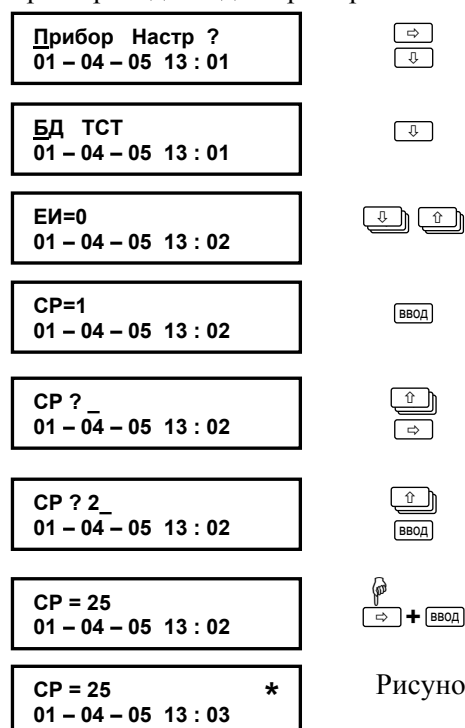 Прибор Настр ?
01 – 04 – 05 13 : 01
БД ТСТ
01 – 04 – 05 13 : 01
ЕИ=0
01 – 04 – 05 13 : 02
СР=1
01 – 04 – 05 13 : 02
ВВОД
СР ? _
01 – 04 – 05 13 : 02
СР ? 2_
01 – 04 – 05 13 : 02
ВВОД
СР = 25
01 – 04 – 05 13 : 02
+ ВВОД
СР = 25 *
01 – 04 – 05 13 : 03
Рисуно